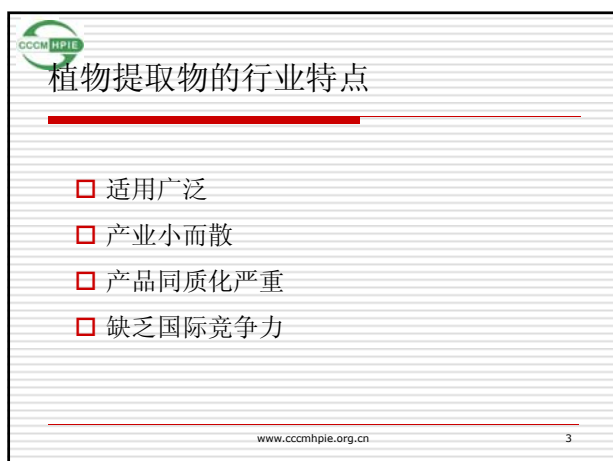 CCCM HPIE
植物提取物的行业特点
适用广泛
产业小而散
产品同质化严重
缺乏国际竞争力
www.cccmhpie.org.cn 3